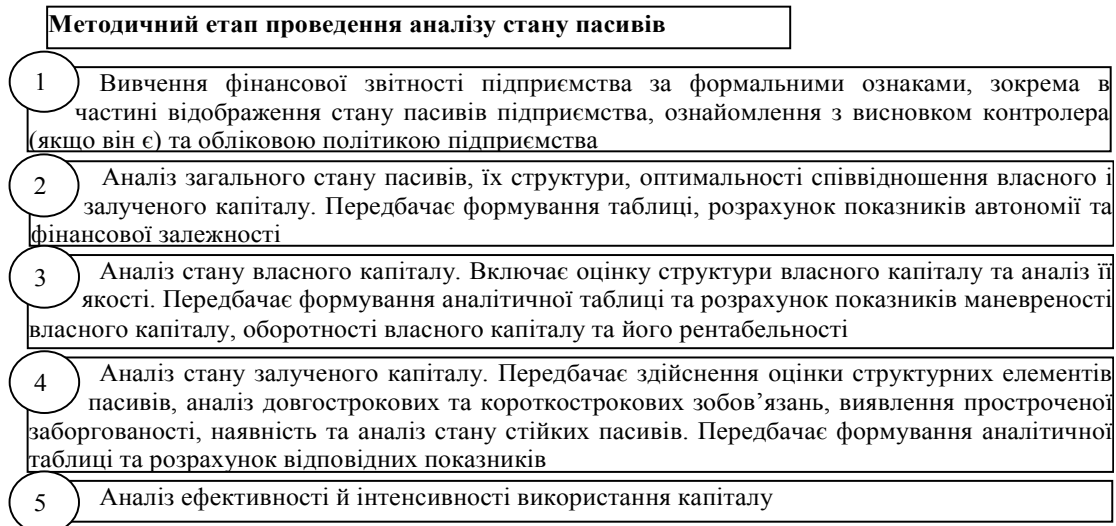 Методичний етап проведення аналізу стану пасивів
1 Вивчення фінансової звітності підприємства за формальними ознаками, зокрема в
частині відображення стану пасивів підприємства, ознайомлення з висновком контролера
(якщо він є) та обліковою політикою підприємства
2 Аналіз загального стану пасивів, їх структури, оптимальності співвідношення власного і
залученого капіталу. Передбачає формування таблиці, розрахунок показників автономії та
фінансової залежності
3 Аналіз стану власного капіталу. Включає оцінку структури власного капіталу та аналіз її
якості. Передбачає формування аналітичної таблиці та розрахунок показників маневреності
власного капіталу, оборотності власного капіталу та його рентабельності
4 Аналіз стану залученого капіталу. Передбачає здійснення оцінки структурних елементів
пасивів, аналіз довгострокових та короткострокових зобов’язань, виявлення простроченої
заборгованості, наявність та аналіз стану стійких пасивів. Передбачає формування аналітичної
таблиці та розрахунок відповідних показників
5 Аналіз ефективності й інтенсивності використання капіталу